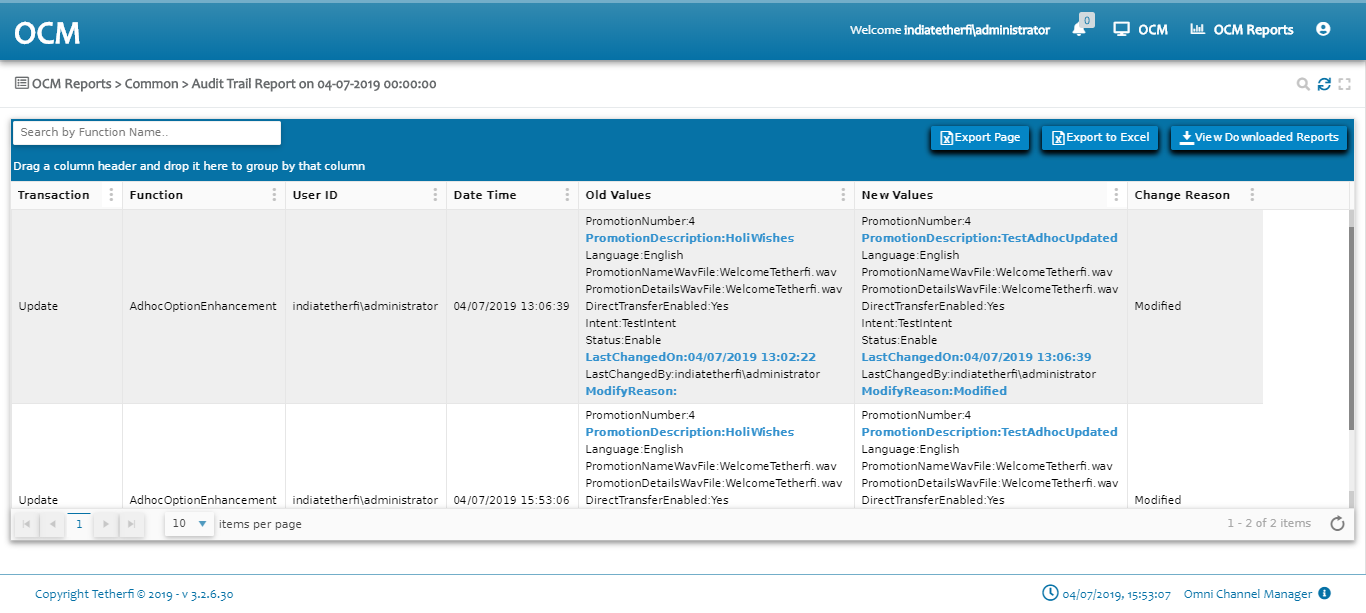 OCM
Welcome indiatetherfi\administrator
0
OCM
OCM Reports
OCM Reports > Common > Audit Trail Report on 04-07-2019 00:00:00
Search by Function Name..
Export Page
Export to Excel
View Downloaded Reports
Drag a column header and drop it here to group by that column
Transaction Function User ID Date Time Old Values New Values Change Reason
PromotionNumber:4 PromotionNumber:4
PromotionDescription:HoliWishes PromotionDescription:TestAdhocUpdated
Language:English Language:English
PromotionNameWavFile:WelcomeTetherfi.wav PromotionNameWavFile:WelcomeTetherfi.wav
PromotionDetailsWavFile:WelcomeTetherfi.wav PromotionDetailsWavFile:WelcomeTetherfi.wav
Update AdhocOptionEnhancement indiatetherfi\administrator 04/07/2019 13:06:39 DirectTransferEnabled:Yes DirectTransferEnabled:Yes Modified
Intent:TestIntent Intent:TestIntent
Status:Enable Status:Enable
LastChangedOn:04/07/2019 13:02:22 LastChangedOn:04/07/2019 13:06:39
LastChangedBy:indiatetherfi\administrator LastChangedBy:indiatetherfi\administrator
ModifyReason: ModifyReason:Modified
PromotionNumber:4 PromotionNumber:4
PromotionDescription:HoliWishes PromotionDescription:TestAdhocUpdated
Language:English Language:English
PromotionNameWavFile:WelcomeTetherfi.wav PromotionNameWavFile:WelcomeTetherfi.wav
PromotionDetailsWavFile:WelcomeTetherfi.wav PromotionDetailsWavFile:WelcomeTetherfi.wav
Update AdhocOptionEnhancement indiatetherfi\administrator 04/07/2019 15:53:06 DirectTransferEnabled:Yes DirectTransferEnabled:Yes Modified
1 10 items per page 1 - 2 of 2 items
Copyright Tetherfi © 2019 - v 3.2.6.30 04/07/2019, 15:53:07 Omni Channel Manager